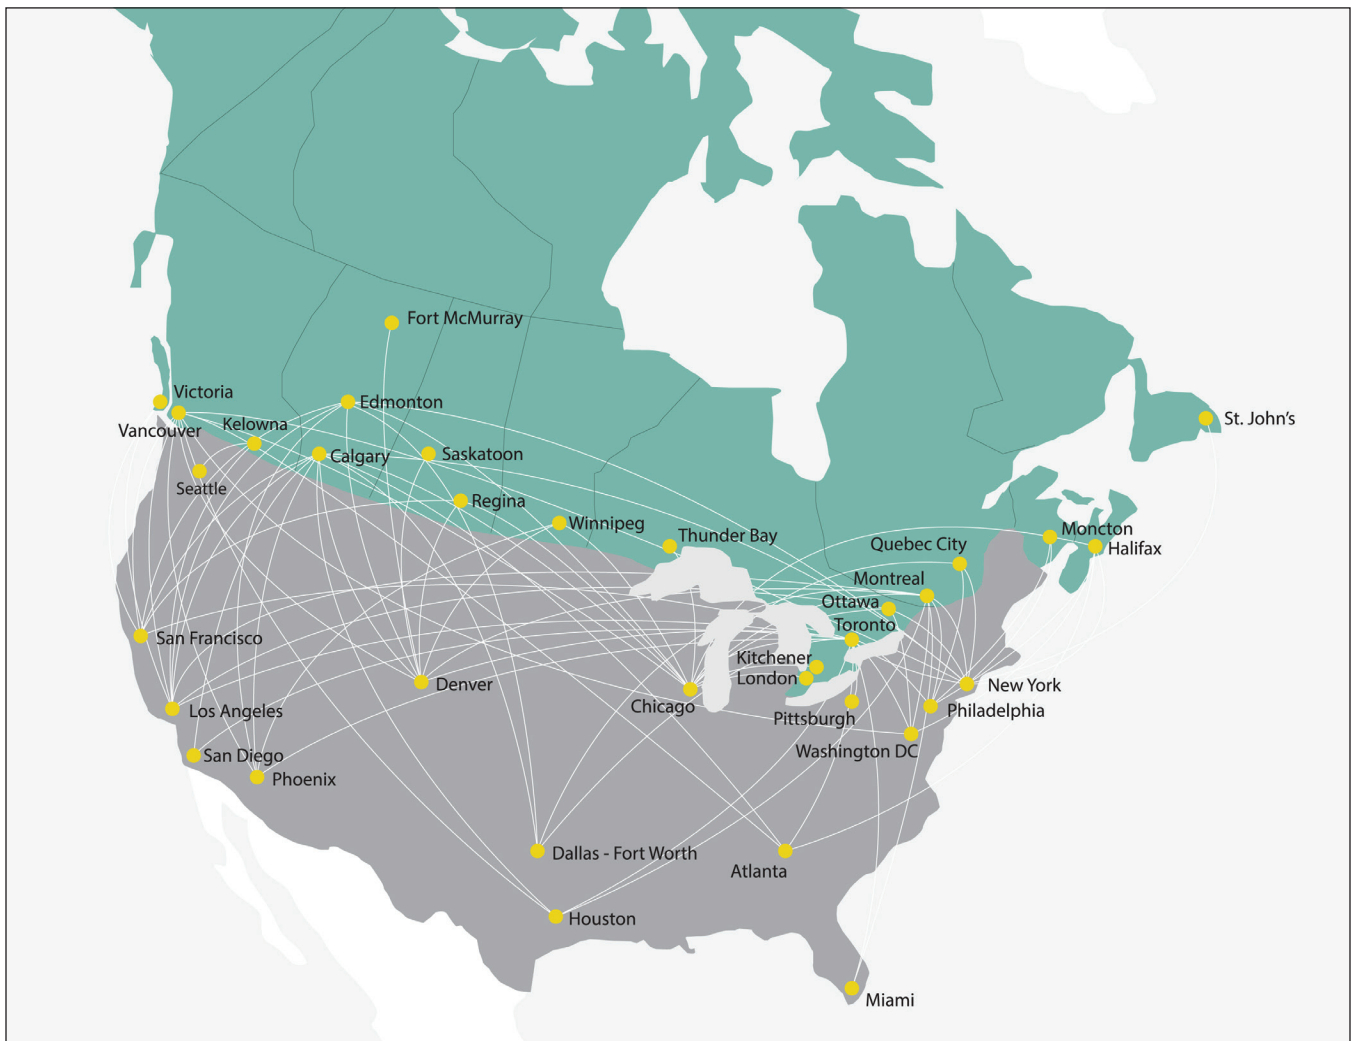 Fort McMurray
Victoria
Edmonton
St. John’s
Kelowna
Vancouver
Calgary
Saskatoon
Seattle
Regina
Winnipeg
Moncton
Thunder Bay
Quebec City
Halifax
Montreal
Ottawa
Toronto
San Francisco
Kitchener
London
Denver
New York
Chicago
Los Angeles
Philadelphia
Pittsburgh
Washington DC
San Diego
Phoenix
Dallas - Fort Worth
Atlanta
Houston
Miami